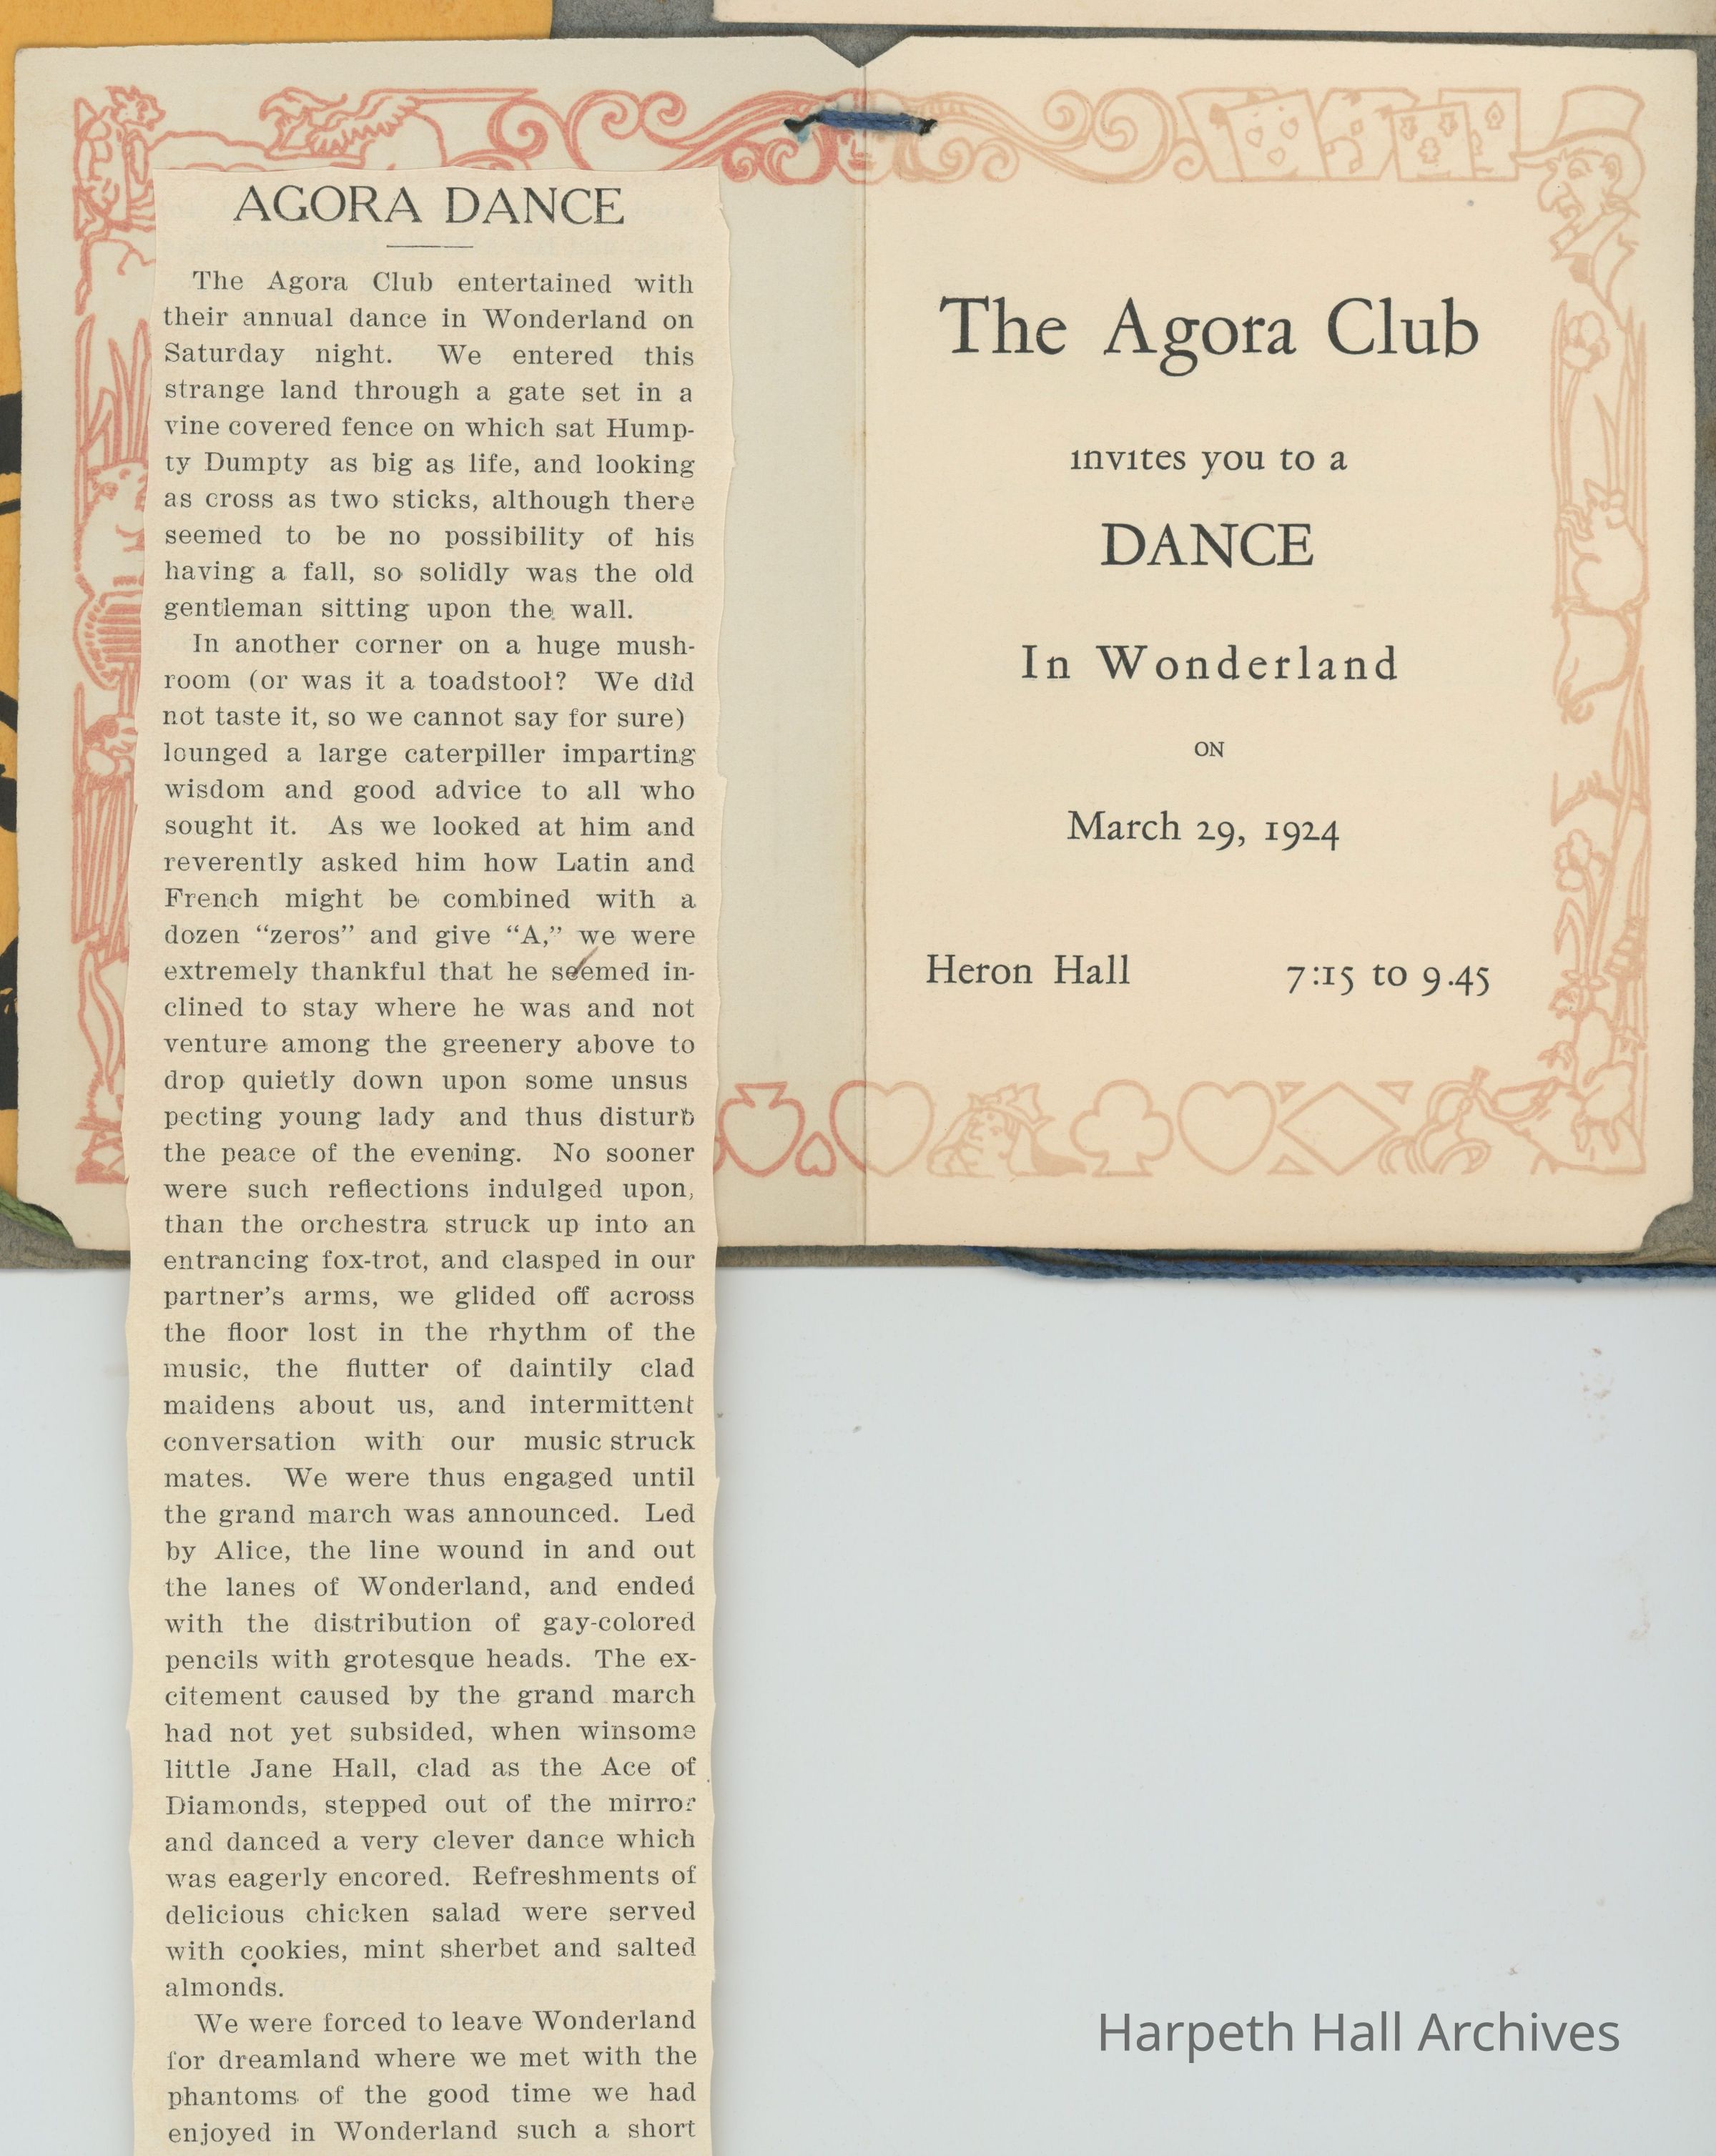 AGORA DANCE
The Agora Club entertained with
their annual dance in Wonderland on
Saturday night. We entered this
strange land through a gate set in a
vine covered fence on which sat Hump-
ty Dumpty as big as life, and looking
as cross as two sticks, although there
seemed to be no possibility of his
having a fall, so solidly was the old
gentleman sitting upon the wall.
In another corner on a huge mush-
room (or was it a toadstool? We did
not taste it, so we cannot say for sure)
lounged a large caterpiller imparting
wisdom and good advice to all who
sought it. As we looked at him and
reverently asked him how Latin and
French might be combined with a
dozen “zeros” and give “A,” we were
extremely thankful that he seemed in-
clined to stay where he was and not
venture among the greenery above to
drop quietly down upon some unsus
pecting young lady and thus disturb
the peace of the evening. No sooner
were such reflections indulged upon,
than the orchestra struck up into an
entrancing fox-trot, and clasped in our
partner’s arms, we glided off across
the floor lost in the rhythm of the
music, the flutter of daintily clad
maidens about us, and intermittent
conversation with our music struck
mates. We were thus engaged until
the grand march was announced. Led
by Alice, the line wound in and out
the lanes of Wonderland, and ended
with the distribution of gay-colored
pencils with grotesque heads. The ex-
citement caused by the grand march
had not yet subsided, when winsome
little Jane Hall, clad as the Ace of
Diamonds, stepped out of the mirror
and danced a very clever dance which
was eagerly encored. Refreshments of
delicious chicken salad were served
with cookies, mint sherbet and salted
almonds.
We were forced to leave Wonderland
for dreamland where we met with the
phantoms of the good time we had
enjoyed in Wonderland such a short
The Agora Club
invites you to a
DANCE
In Wonderland
ON
March 29, 1924
Heron Hall 7:15 to 9.45
Harpeth Hall Archives